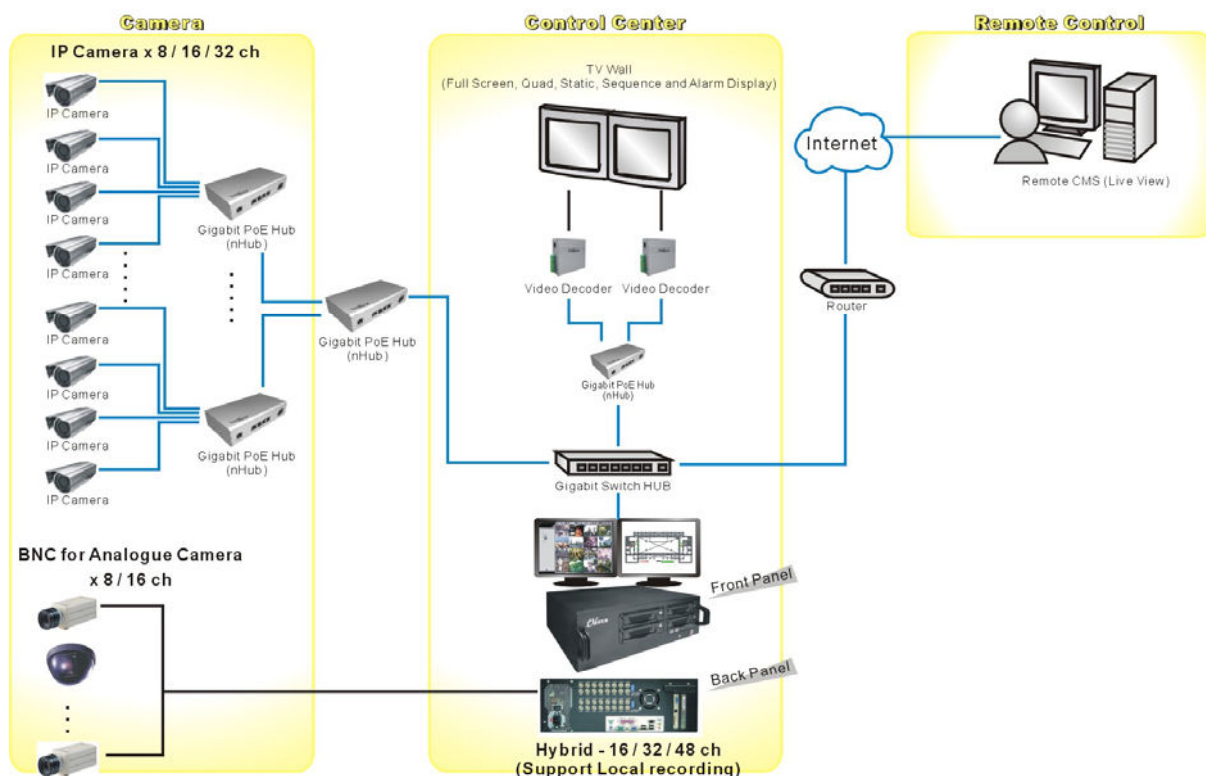 Camera
IP Camera x 8 / 16 / 32 ch
IP Camera
IP Camera
IP Camera
IP Camera
IP Camera
IP Camera
IP Camera
IP Camera
Gigabit PoE Hub
(nHub)
Gigabit PoE Hub
(nHub)
Gigabit PoE Hub
(nHub)
BNC for Analogue Camera
x 8 / 16 ch
Control Center
TV Wall
(Full Screen, Quad, Static, Sequence and Alarm Display)
Video Decoder
Video Decoder
Gigabit PoE Hub
(nHub)
Gigabit Switch HUB
Front Panel
Back Panel
Hybrid - 16 / 32 / 48 ch
(Support Local recording)
Internet
Router
Remote Control
Remote CMS (Live View)